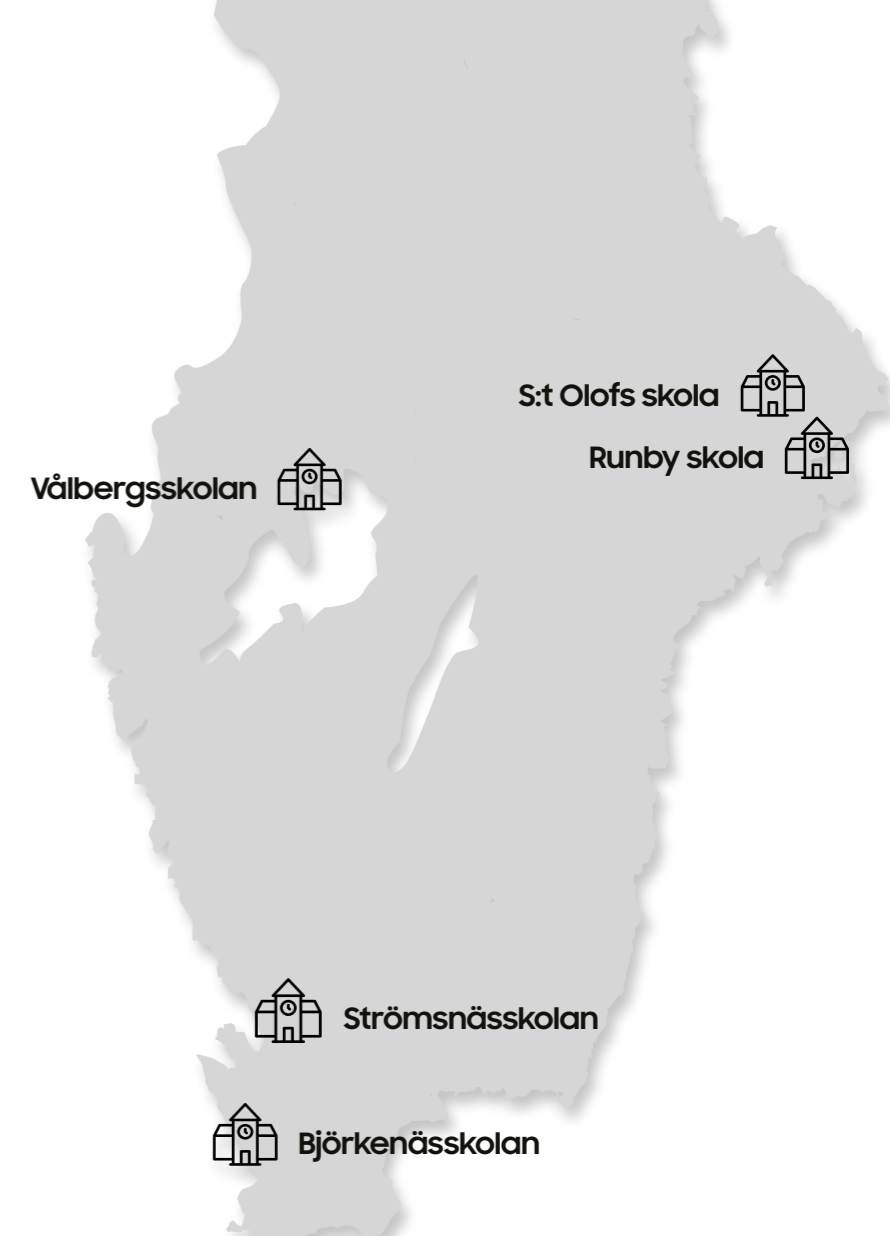 S:t Olofs skola
Runby skola
Vålbergsskolan
Strömsnässkolan
Björkenässkolan